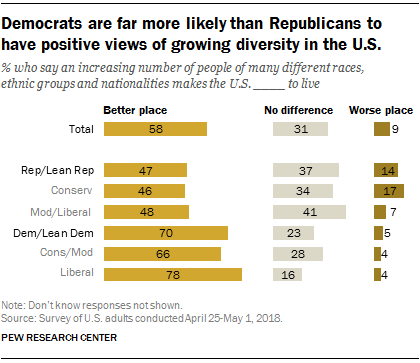 Democrats are far more likely than Republicans to
have positive views of growing diversity in the U.S.
% who say an increasing number of people of many different races,
ethnic groups and nationalities makes the U.S. ____ to live
Better place No difference Worse place
Total 58 31 9
Rep/Lean Rep 47 37 14
Conserv 46 34 17
Mod/Liberal 48 41 7
Dem/Lean Dem 70 23 5
Cons/Mod 66 28 4
Liberal 78 16 4
Note: Don't know responses not shown.
Source: Survey of U.S. adults conducted April 25-May 1, 2018.
PEW RESEARCH CENTER